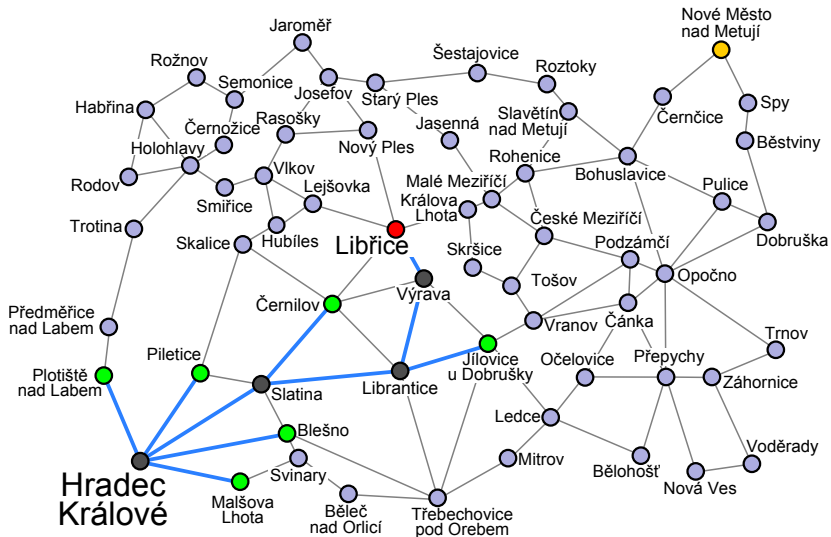 Jaroměř
Nové Město
nad Metují
Rožnov
Šestajovice
Semonice
Josefov
Roztoky
Starý Ples
Habřina
Rasošky
Slavětín
nad Metují
Černčice
Spy
Černožice
Jasenná
Nový Ples
Běstviny
Holohlavy
Rohenice
Rodov
Vlkov
Lejšovka
Malé Meziříčí
Bohuslavice
Pulice
Smiřice
Králova
Lhota
České Meziříčí
Trotina
Hubíles
Skalice
Libřice
Podzámčí
Dobruška
Skršice
Opočno
Tošov
Výrava
Černilov
Předměřice
nad Labem
Vranov
Čánka
Trnov
Plotiště
nad Labem
Piletice
Jílovice
u Dobrušky
Očelovice
Přepychy
Slatina
Librantice
Záhornice
Blešno
Ledce
Voděrady
Hradec
Králové
Svinary
Mitrov
Bělohošť
Nová Ves
Malšova
Lhota
Běleč
nad Orlicí
Třebechovice
pod Orebem